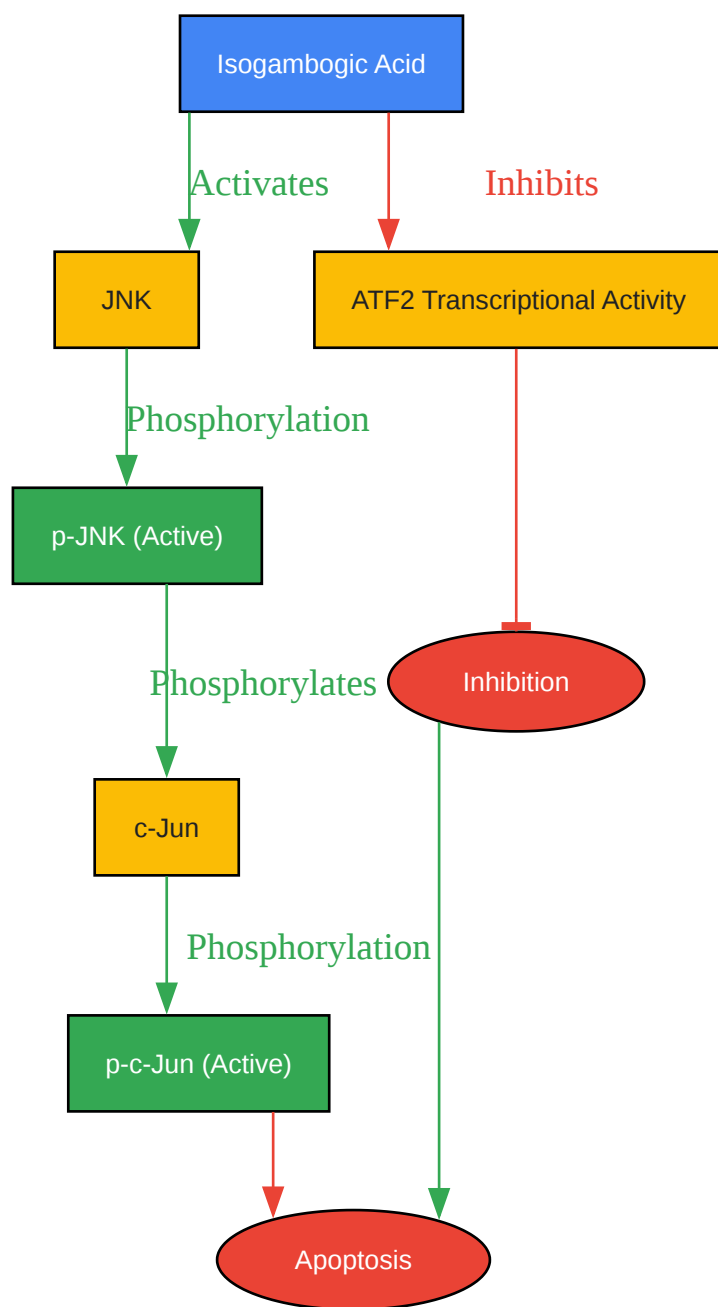 Isogambogic Acid
Activates
Inhibits
JNK
ATF2 Transcriptional Activity
Phosphorylation
p-JNK (Active)
Phosphorylates
Inhibition
c-Jun
Phosphorylation
p-c-Jun (Active)
Apoptosis